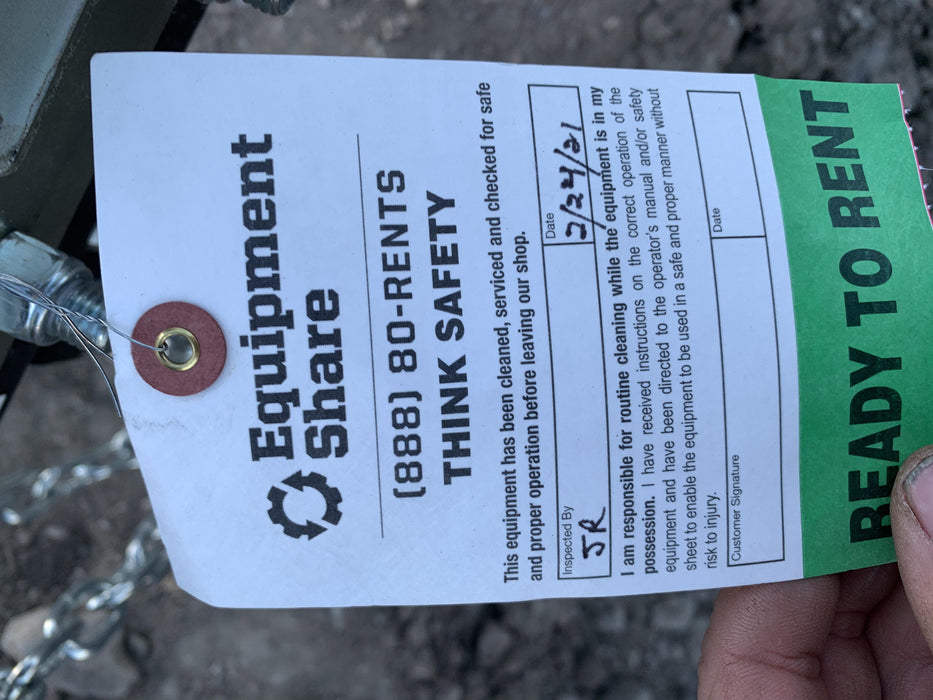 Equipment
Share
(888) 80-RENTS
THINK SAFETY
This equipment has been cleaned, serviced and checked for safe
and proper operation before leaving our shop.
Inspected By
Date
JR
2/24/21
I am responsible for routine cleaning while the equipment is in my
possession. I have received instructions on the correct operation of the
equipment and have been directed to the operator's manual and/or safety
sheet to enable the equipment to be used in a safe and proper manner without
risk to injury.
Customer Signature
Date
READY TO RENT